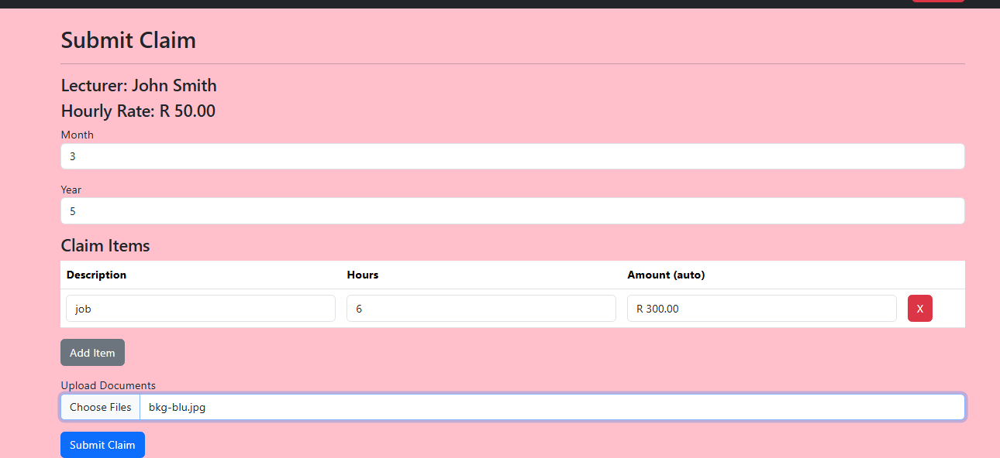 Submit Claim
Lecturer: John Smith
Hourly Rate: R 50.00
Month
3
Year
5
Claim Items
Description Hours Amount (auto)
job 6 R 300.00 X
Add Item
Upload Documents
Choose Files bkg-blu.jpg
Submit Claim